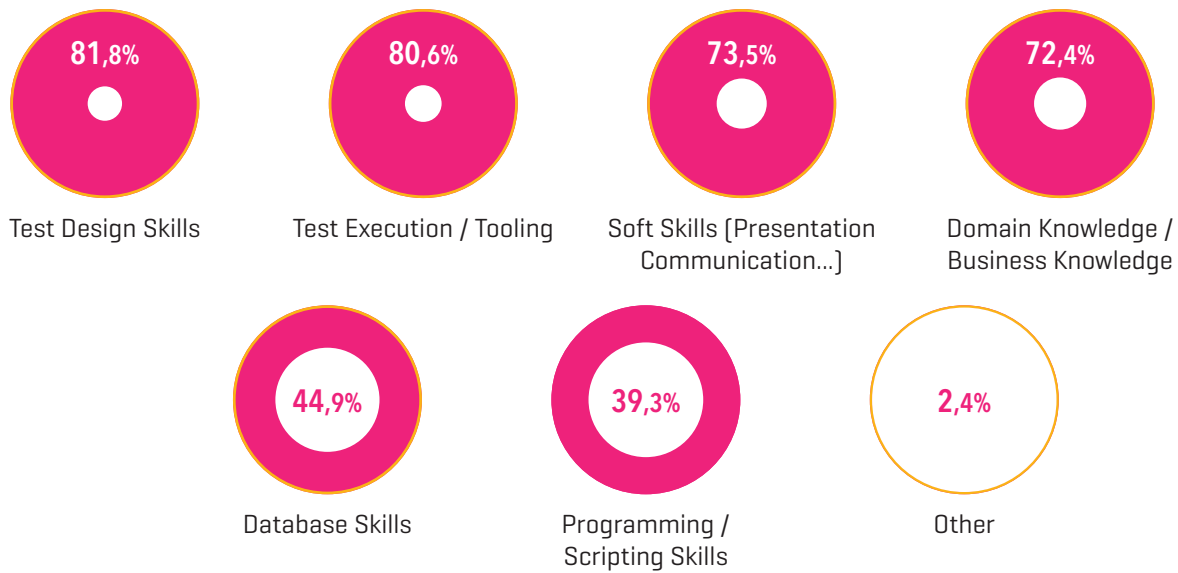 81,8%
80,6%
73,5%
72,4%
Test Design Skills
Test Execution / Tooling
Soft Skills (Presentation
Communication...)
Domain Knowledge /
Business Knowledge
44,9%
39,3%
2,4%
Database Skills
Programming /
Scripting Skills
Other